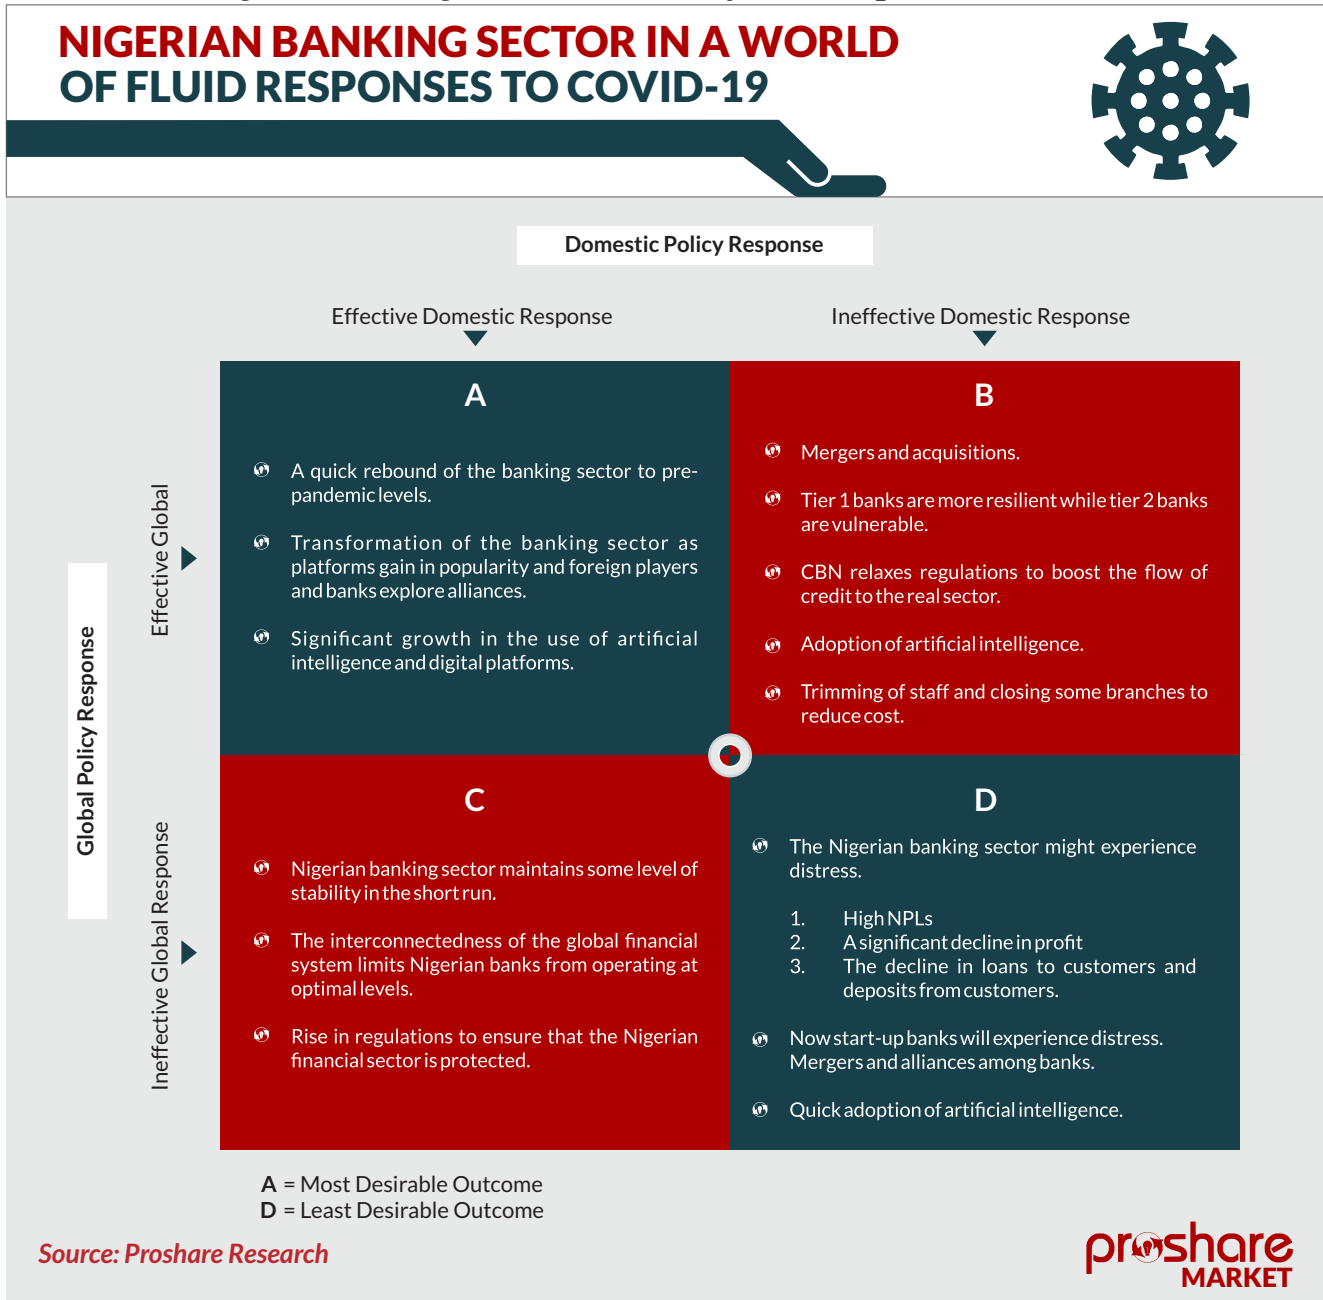 NIGERIAN BANKING SECTOR IN A WORLD
OF FLUID RESPONSES TO COVID-19
Domestic Policy Response
Effective Domestic Response
Ineffective Domestic Response
Global Policy Response
Effective Global
Ineffective Global Response
A
A quick rebound of the banking sector to pre-
pandemic levels.
Transformation of the banking sector as
platforms gain in popularity and foreign players
and banks explore alliances.
Significant growth in the use of artificial
intelligence and digital platforms.
B
Mergers and acquisitions.
Tier 1 banks are more resilient while tier 2 banks
are vulnerable.
CBN relaxes regulations to boost the flow of
credit to the real sector.
Adoption of artificial intelligence.
Trimming of staff and closing some branches to
reduce cost.
C
Nigerian banking sector maintains some level of
stability in the short run.
The interconnectedness of the global financial
system limits Nigerian banks from operating at
optimal levels.
Rise in regulations to ensure that the Nigerian
financial sector is protected.
D
The Nigerian banking sector might experience
distress.
1. High NPLs
2. A significant decline in profit
3. The decline in loans to customers and
deposits from customers.
Now start-up banks will experience distress.
Mergers and alliances among banks.
Quick adoption of artificial intelligence.
A = Most Desirable Outcome
D = Least Desirable Outcome
Source: Proshare Research
proshare
MARKET